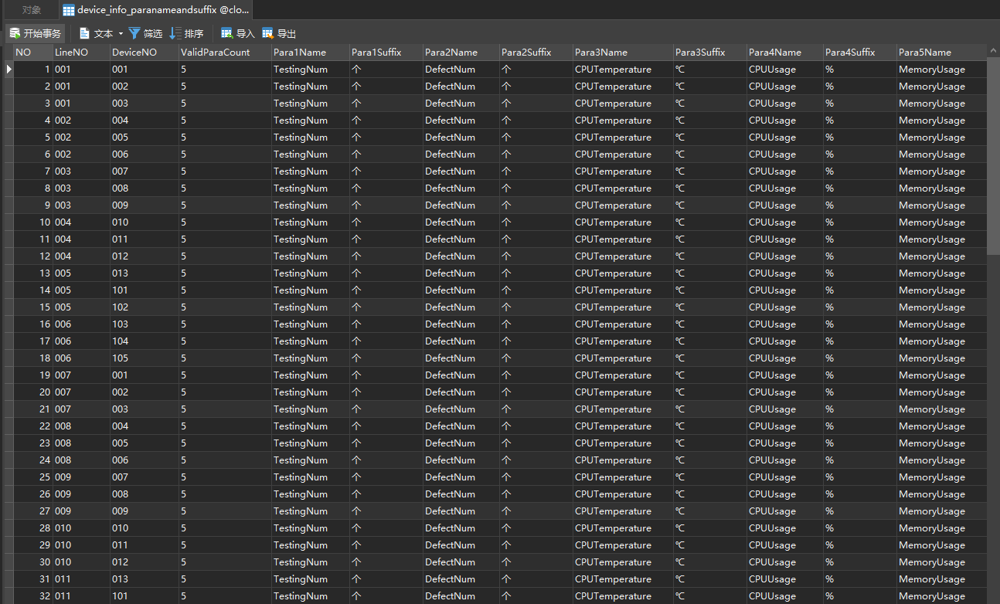 对象 device_info_paranameandsuffix @clo...
开始事务 文本 筛选 排序 导入 导出
NO LineNO DeviceNO ValidParaCount Para1Name Para1Suffix Para2Name Para2Suffix Para3Name Para3Suffix Para4Name Para4Suffix Para5Name
1 001 001 5 TestingNum 个 DefectNum 个 CPUTemperature ℃ CPUUsage % MemoryUsage
2 001 002 5 TestingNum 个 DefectNum 个 CPUTemperature ℃ CPUUsage % MemoryUsage
3 001 003 5 TestingNum 个 DefectNum 个 CPUTemperature ℃ CPUUsage % MemoryUsage
4 002 004 5 TestingNum 个 DefectNum 个 CPUTemperature ℃ CPUUsage % MemoryUsage
5 002 005 5 TestingNum 个 DefectNum 个 CPUTemperature ℃ CPUUsage % MemoryUsage
6 002 006 5 TestingNum 个 DefectNum 个 CPUTemperature ℃ CPUUsage % MemoryUsage
7 003 007 5 TestingNum 个 DefectNum 个 CPUTemperature ℃ CPUUsage % MemoryUsage
8 003 008 5 TestingNum 个 DefectNum 个 CPUTemperature ℃ CPUUsage % MemoryUsage
9 003 009 5 TestingNum 个 DefectNum 个 CPUTemperature ℃ CPUUsage % MemoryUsage
10 004 010 5 TestingNum 个 DefectNum 个 CPUTemperature ℃ CPUUsage % MemoryUsage
11 004 011 5 TestingNum 个 DefectNum 个 CPUTemperature ℃ CPUUsage % MemoryUsage
12 004 012 5 TestingNum 个 DefectNum 个 CPUTemperature ℃ CPUUsage % MemoryUsage
13 005 013 5 TestingNum 个 DefectNum 个 CPUTemperature ℃ CPUUsage % MemoryUsage
14 005 101 5 TestingNum 个 DefectNum 个 CPUTemperature ℃ CPUUsage % MemoryUsage
15 005 102 5 TestingNum 个 DefectNum 个 CPUTemperature ℃ CPUUsage % MemoryUsage
16 006 103 5 TestingNum 个 DefectNum 个 CPUTemperature ℃ CPUUsage % MemoryUsage
17 006 104 5 TestingNum 个 DefectNum 个 CPUTemperature ℃ CPUUsage % MemoryUsage
18 006 105 5 TestingNum 个 DefectNum 个 CPUTemperature ℃ CPUUsage % MemoryUsage
19 007 001 5 TestingNum 个 DefectNum 个 CPUTemperature ℃ CPUUsage % MemoryUsage
20 007 002 5 TestingNum 个 DefectNum 个 CPUTemperature ℃ CPUUsage % MemoryUsage
21 007 003 5 TestingNum 个 DefectNum 个 CPUTemperature ℃ CPUUsage % MemoryUsage
22 008 004 5 TestingNum 个 DefectNum 个 CPUTemperature ℃ CPUUsage % MemoryUsage
23 008 005 5 TestingNum 个 DefectNum 个 CPUTemperature ℃ CPUUsage % MemoryUsage
24 008 006 5 TestingNum 个 DefectNum 个 CPUTemperature ℃ CPUUsage % MemoryUsage
25 009 007 5 TestingNum 个 DefectNum 个 CPUTemperature ℃ CPUUsage % MemoryUsage
26 009 008 5 TestingNum 个 DefectNum 个 CPUTemperature ℃ CPUUsage % MemoryUsage
27 009 009 5 TestingNum 个 DefectNum 个 CPUTemperature ℃ CPUUsage % MemoryUsage
28 010 010 5 TestingNum 个 DefectNum 个 CPUTemperature ℃ CPUUsage % MemoryUsage
29 010 011 5 TestingNum 个 DefectNum 个 CPUTemperature ℃ CPUUsage % MemoryUsage
30 010 012 5 TestingNum 个 DefectNum 个 CPUTemperature ℃ CPUUsage % MemoryUsage
31 011 013 5 TestingNum 个 DefectNum 个 CPUTemperature ℃ CPUUsage % MemoryUsage
32 011 101 5 TestingNum 个 DefectNum 个 CPUTemperature ℃ CPUUsage % MemoryUsage